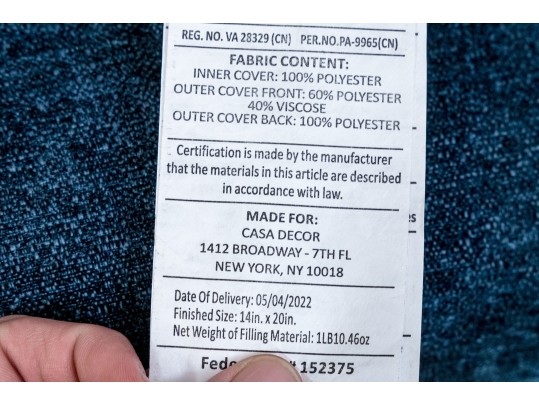 REG. NO. VA 28329 (CN) PER.NO.PA-9965(CN)
FABRIC CONTENT:
INNER COVER: 100% POLYESTER
OUTER COVER FRONT: 60% POLYESTER
40% VISCOSE
OUTER COVER BACK: 100% POLYESTER
Certification is made by the manufacturer
that the materials in this article are described
in accordance with law.
MADE FOR:
CASA DECOR
1412 BROADWAY - 7TH FL
NEW YORK, NY 10018
Date Of Delivery: 05/04/2022
Finished Size: 14in. x 20in.
Net Weight of Filling Material: 1LB10.46oz
# 152375